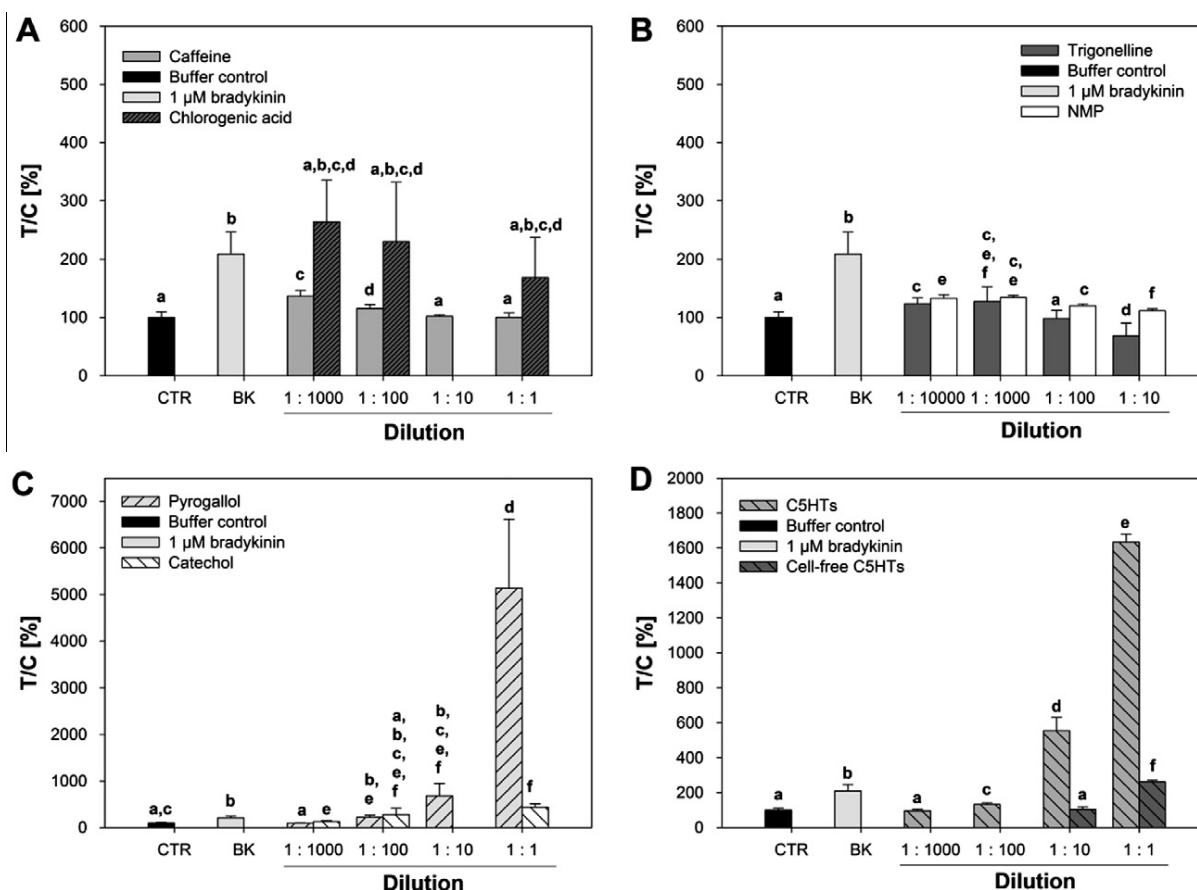 A
600
500
400
300
200
100
0
T/C [%]
Caffeine
Buffer control
1 µM bradykinin
Chlorogenic acid
a
b
c
a,b,c,d
d
a,b,c,d
a
a
a,b,c,d
CTR
BK
1 : 1000
1 : 100
1 : 10
1 : 1
Dilution
B
600
500
400
300
200
100
0
T/C [%]
Trigonelline
Buffer control
1 µM bradykinin
NMP
a
b
c
e
c,
e,
f
c,
e
a
c
d
f
CTR
BK
1 : 10000
1 : 1000
1 : 100
1 : 10
Dilution
C
7000
6000
5000
4000
3000
2000
1000
0
T/C [%]
Pyrogallol
Buffer control
1 µM bradykinin
Catechol
a,c
b
a
e
b,
e
a,
b,
c,
e,
f
b,
c,
e,
f
d
f
CTR
BK
1 : 1000
1 : 100
1 : 10
1 : 1
Dilution
D
2000
1800
1600
1400
1200
1000
800
600
400
200
0
T/C [%]
C5HTs
Buffer control
1 µM bradykinin
Cell-free C5HTs
a
b
a
c
d
a
e
f
CTR
BK
1 : 1000
1 : 100
1 : 10
1 : 1
Dilution